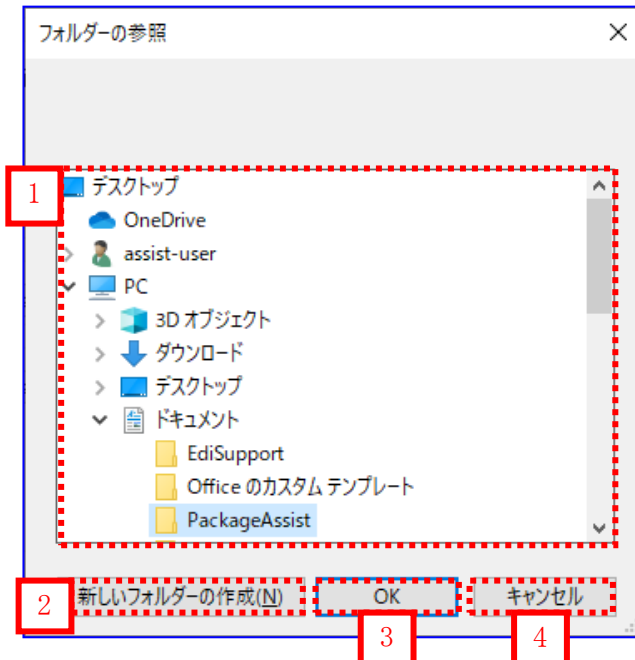 フォルダーの参照
1
デスクトップ
OneDrive
assist-user
PC
3D オブジェクト
ダウンロード
デスクトップ
ドキュメント
EdiSupport
Office のカスタム テンプレート
PackageAssist
2 新しいフォルダーの作成(N) OK キャンセル
3 4